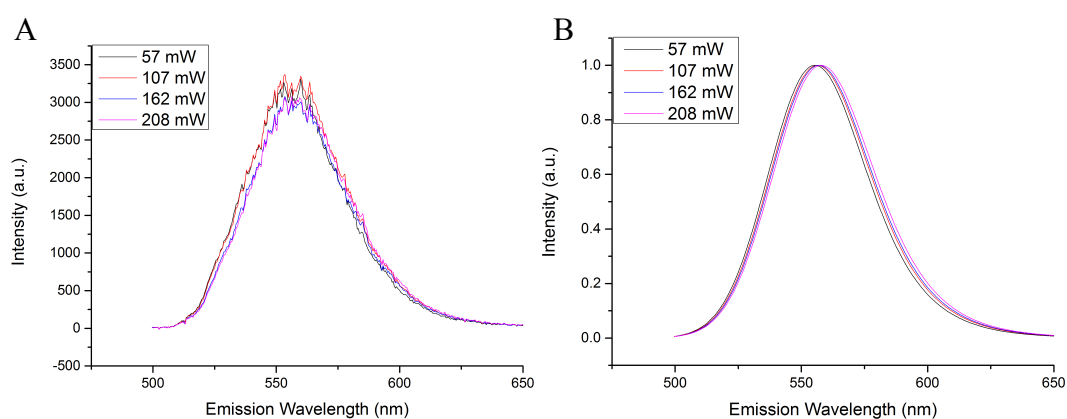 A
57 mW
107 mW
162 mW
208 mW
3500
3000
2500
2000
1500
1000
500
0
-500
Intensity (a.u.)
500
550
600
650
Emission Wavelength (nm)
B
57 mW
107 mW
162 mW
208 mW
1.0
0.8
0.6
0.4
0.2
0.0
Intensity (a.u.)
500
550
600
650
Emission Wavelength (nm)